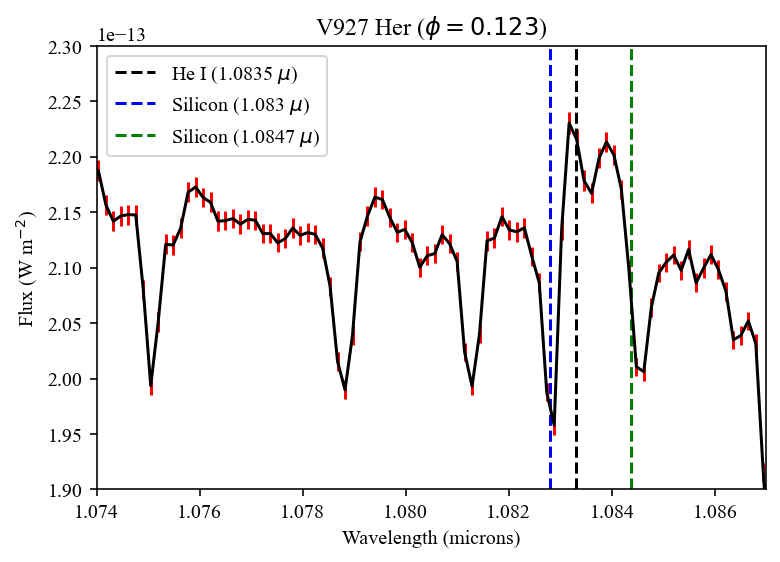 V927 Her (ϕ = 0.123)
1e−13
He I (1.0835 μ)
Silicon (1.083 μ)
Silicon (1.0847 μ)
Flux (W m⁻²)
2.30
2.25
2.20
2.15
2.10
2.05
2.00
1.95
1.90
1.074 1.076 1.078 1.080 1.082 1.084 1.086
Wavelength (microns)